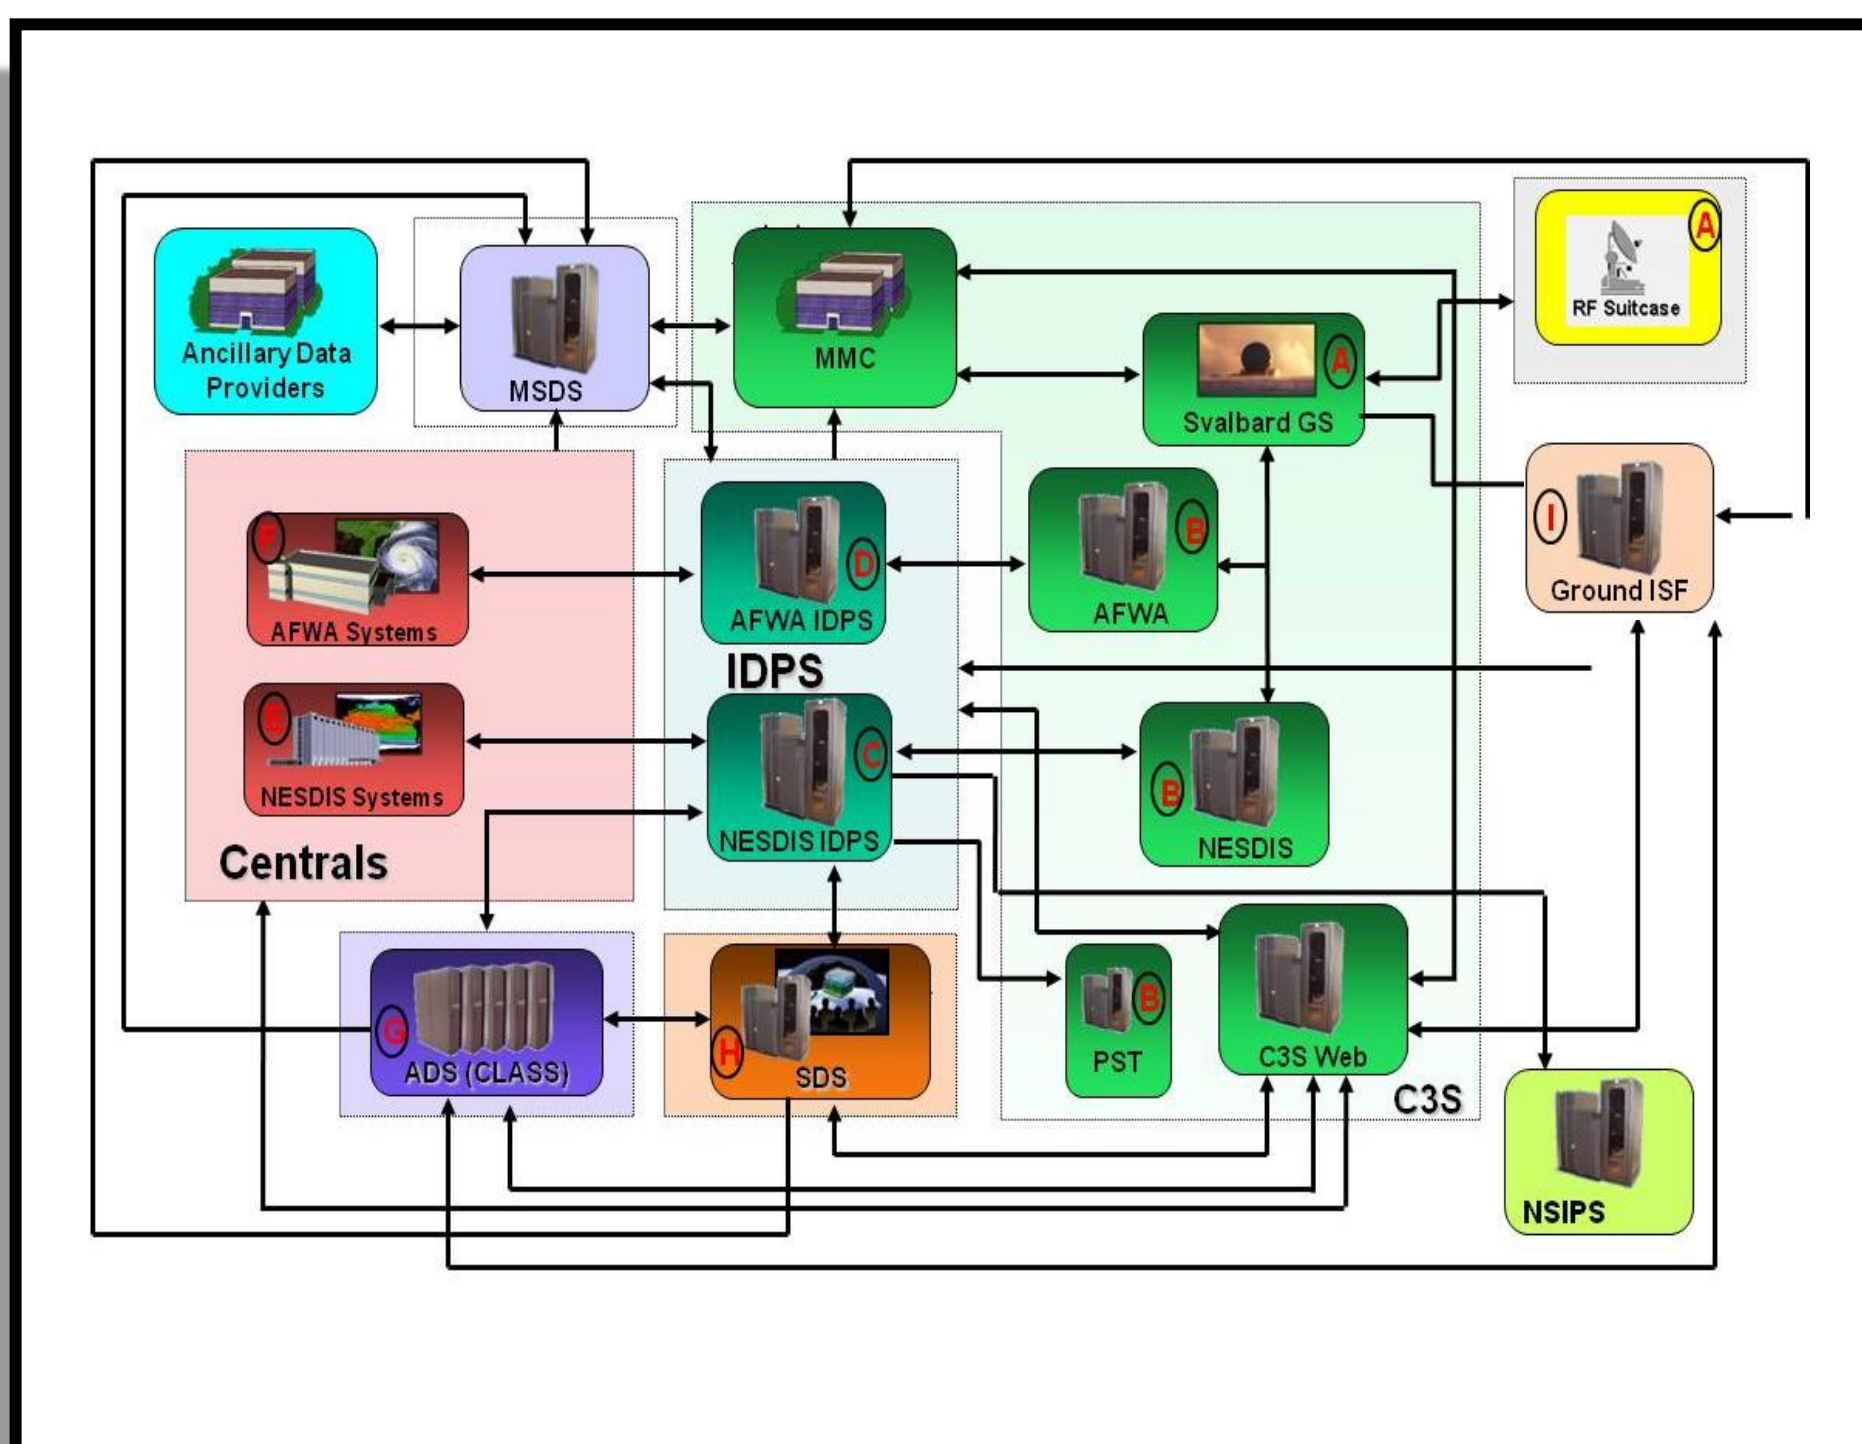 A
RF Suitcase
Ancillary Data
Providers
MSDS
MMC
A
Svalbard GS
F
AFWA Systems
D
AFWA IDPS
B
AFWA
I
Ground ISF
IDPS
E
NESDIS Systems
C
NESDIS IDPS
B
NESDIS
Centrals
G
ADS (CLASS)
H
SDS
B
PST
C3S Web
C3S
NSIPS